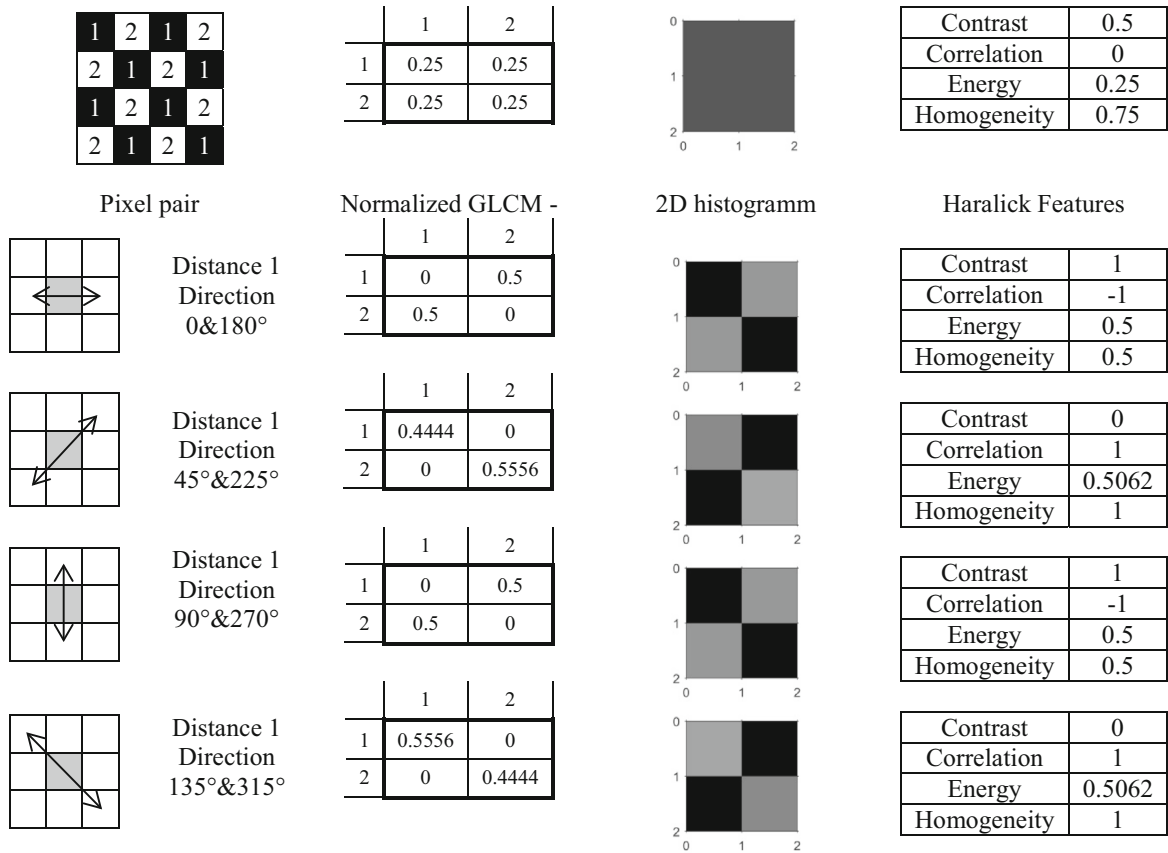 1 2 1 2
2 1 2 1
1 2 1 2
2 1 2 1
1 2
1 0.25 0.25
2 0.25 0.25
0
1
2
0 1 2
Contrast 0.5
Correlation 0
Energy 0.25
Homogeneity 0.75
Pixel pair Normalized GLCM - 2D histogramm Haralick Features
Distance 1
Direction
0&180°
1 2
1 0 0.5
2 0.5 0
0
1
2
0 1 2
Contrast 1
Correlation -1
Energy 0.5
Homogeneity 0.5
Distance 1
Direction
45°&225°
1 2
1 0.4444 0
2 0 0.5556
0
1
2
0 1 2
Contrast 0
Correlation 1
Energy 0.5062
Homogeneity 1
Distance 1
Direction
90°&270°
1 2
1 0 0.5
2 0.5 0
0
1
2
0 1 2
Contrast 1
Correlation -1
Energy 0.5
Homogeneity 0.5
Distance 1
Direction
135°&315°
1 2
1 0.5556 0
2 0 0.4444
0
1
2
0 1 2
Contrast 0
Correlation 1
Energy 0.5062
Homogeneity 1